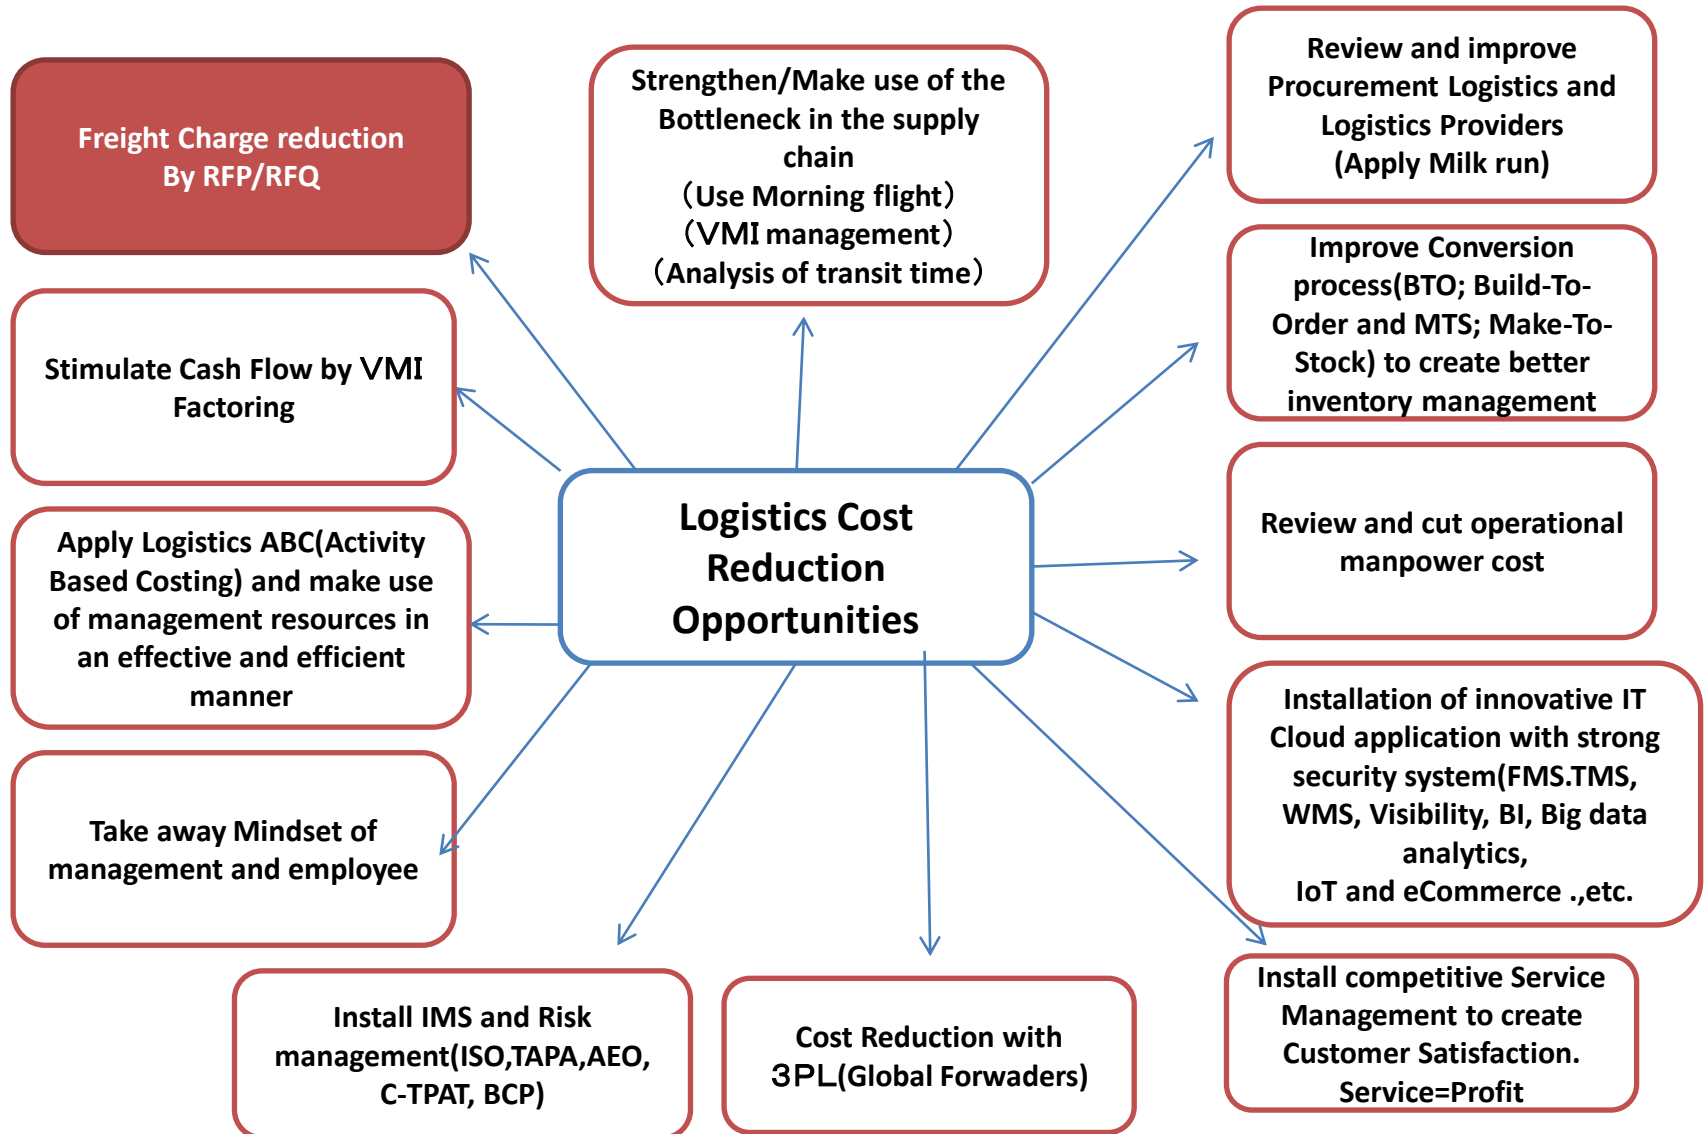 Freight Charge reduction
By RFP/RFQ
Strengthen/Make use of the
Bottleneck in the supply
chain
（Use Morning flight）
（ＶＭＩ management）
（Analysis of transit time）
Review and improve
Procurement Logistics and
Logistics Providers
(Apply Milk run)
Stimulate Cash Flow by ＶＭＩ
Factoring
Improve Conversion
process(BTO; Build-To-
Order and MTS; Make-To-
Stock) to create better
inventory management
Logistics Cost
Reduction
Opportunities
Apply Logistics ABC(Activity
Based Costing) and make use
of management resources in
an effective and efficient
manner
Review and cut operational
manpower cost
Take away Mindset of
management and employee
Installation of innovative IT
Cloud application with strong
security system(FMS.TMS,
WMS, Visibility, BI, Big data
analytics,
IoT and eCommerce .,etc.
Install IMS and Risk
management(ISO,TAPA,AEO,
C-TPAT, BCP)
Cost Reduction with
３ＰＬ(Global Forwaders)
Install competitive Service
Management to create
Customer Satisfaction.
Service=Profit